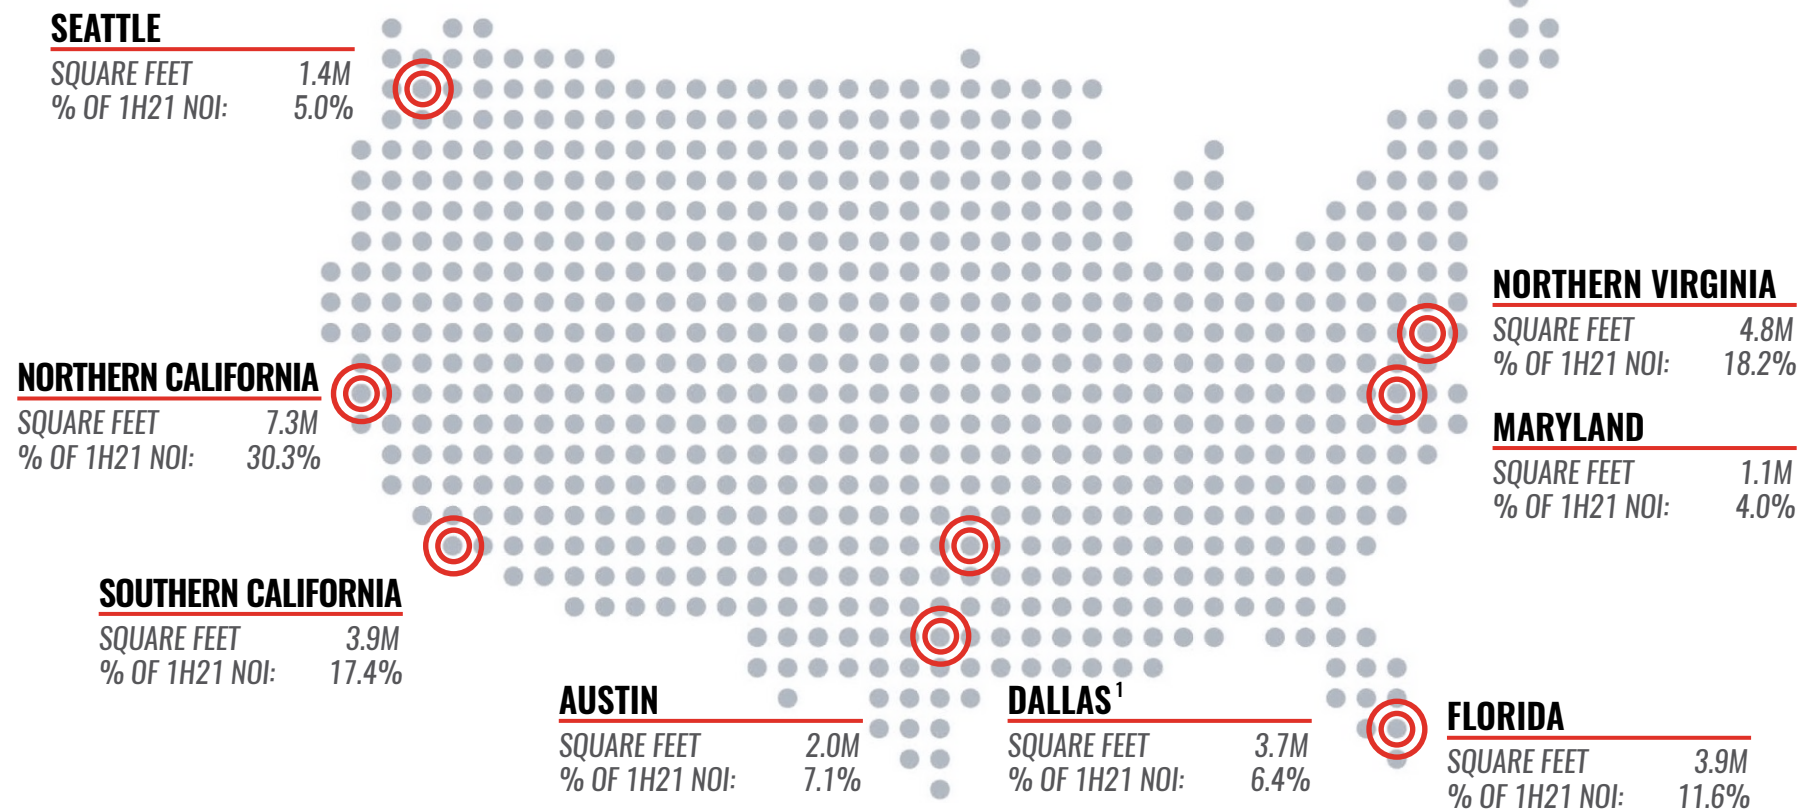 SEATTLE
SQUARE FEET 1.4M
% OF 1H21 NOI: 5.0%
NORTHERN VIRGINIA
SQUARE FEET 4.8M
% OF 1H21 NOI: 18.2%
NORTHERN CALIFORNIA
SQUARE FEET 7.3M
% OF 1H21 NOI: 30.3%
MARYLAND
SQUARE FEET 1.1M
% OF 1H21 NOI: 4.0%
SOUTHERN CALIFORNIA
SQUARE FEET 3.9M
% OF 1H21 NOI: 17.4%
AUSTIN
SQUARE FEET 2.0M
% OF 1H21 NOI: 7.1%
DALLAS¹
SQUARE FEET 3.7M
% OF 1H21 NOI: 6.4%
FLORIDA
SQUARE FEET 3.9M
% OF 1H21 NOI: 11.6%